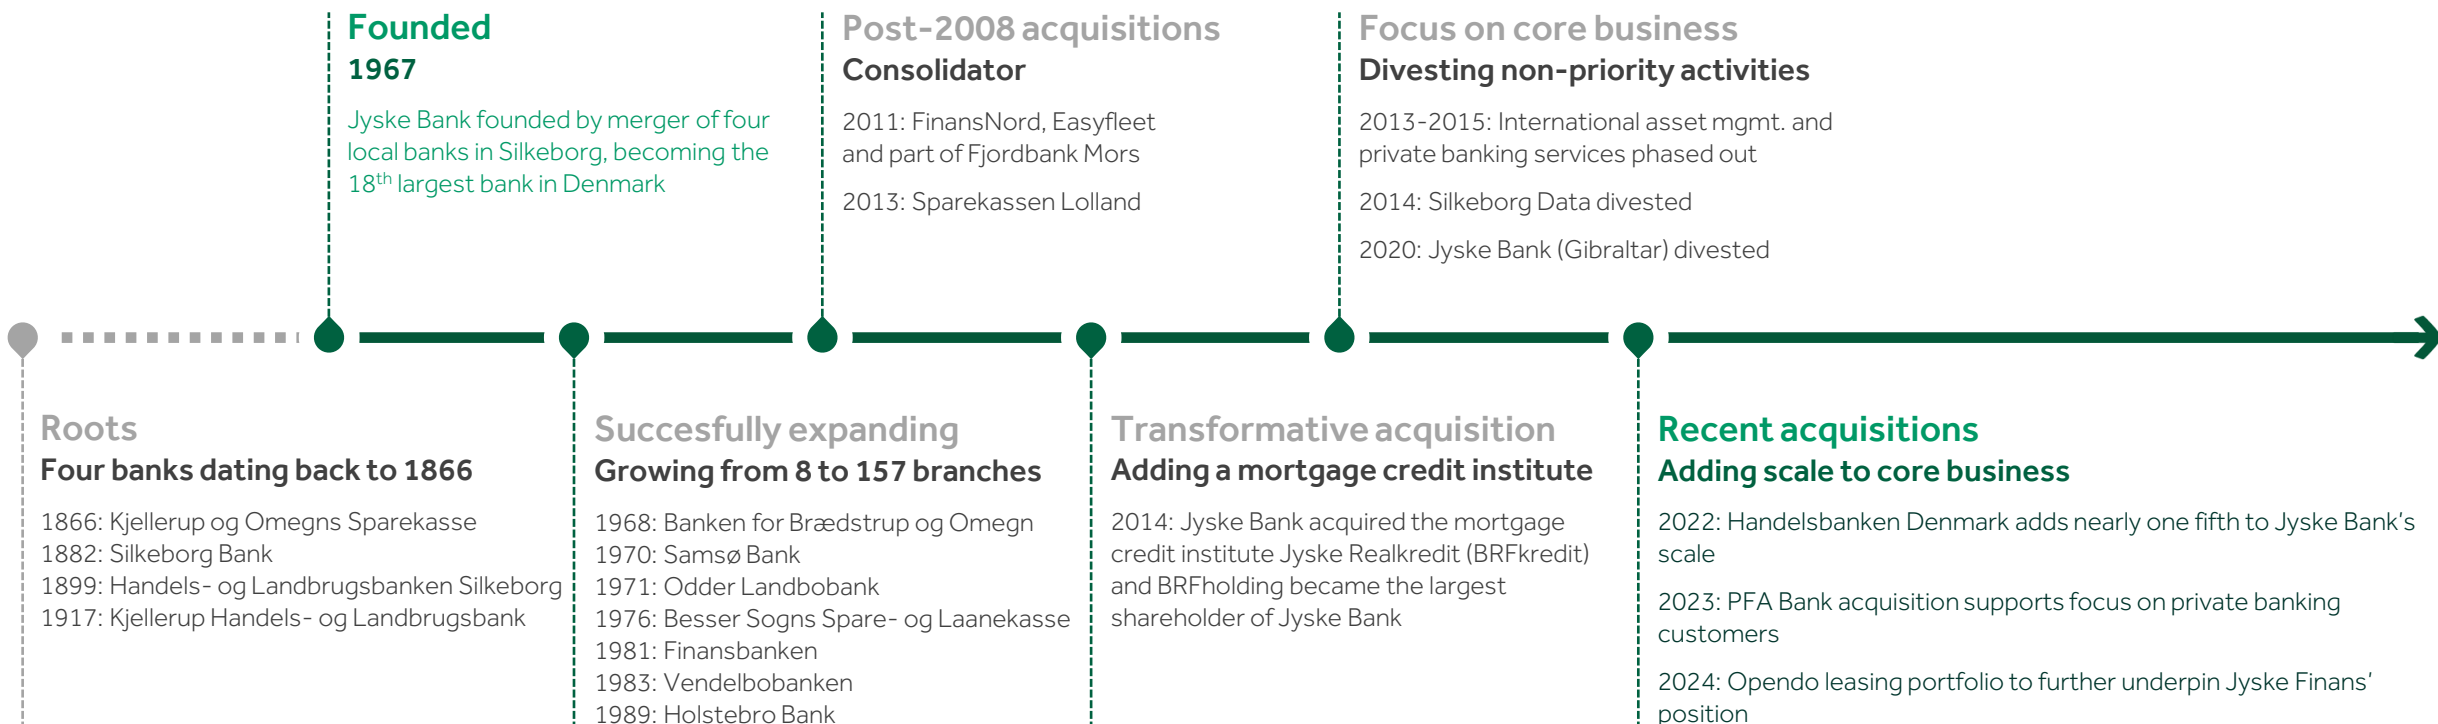 Founded
1967
Jyske Bank founded by merger of four
local banks in Silkeborg, becoming the
18th largest bank in Denmark
Post-2008 acquisitions
Consolidator
2011: FinansNord, Easyfleet
and part of Fjordbank Mors
2013: Sparekassen Lolland
Focus on core business
Divesting non-priority activities
2013-2015: International asset mgmt. and
private banking services phased out
2014: Silkeborg Data divested
2020: Jyske Bank (Gibraltar) divested
Roots
Four banks dating back to 1866
1866: Kjellerup og Omegns Sparekasse
1882: Silkeborg Bank
1899: Handels- og Landbrugsbanken Silkeborg
1917: Kjellerup Handels- og Landbrugsbank
Succesfully expanding
Growing from 8 to 157 branches
1968: Banken for Brædstrup og Omegn
1970: Samsø Bank
1971: Odder Landbobank
1976: Besser Sogns Spare- og Laanekasse
1981: Finansbanken
1983: Vendelbobanken
1989: Holstebro Bank
Transformative acquisition
Adding a mortgage credit institute
2014: Jyske Bank acquired the mortgage
credit institute Jyske Realkredit (BRFkredit)
and BRFholding became the largest
shareholder of Jyske Bank
Recent acquisitions
Adding scale to core business
2022: Handelsbanken Denmark adds nearly one fifth to Jyske Bank's
scale
2023: PFA Bank acquisition supports focus on private banking
customers
2024: Opendo leasing portfolio to further underpin Jyske Finans'
position